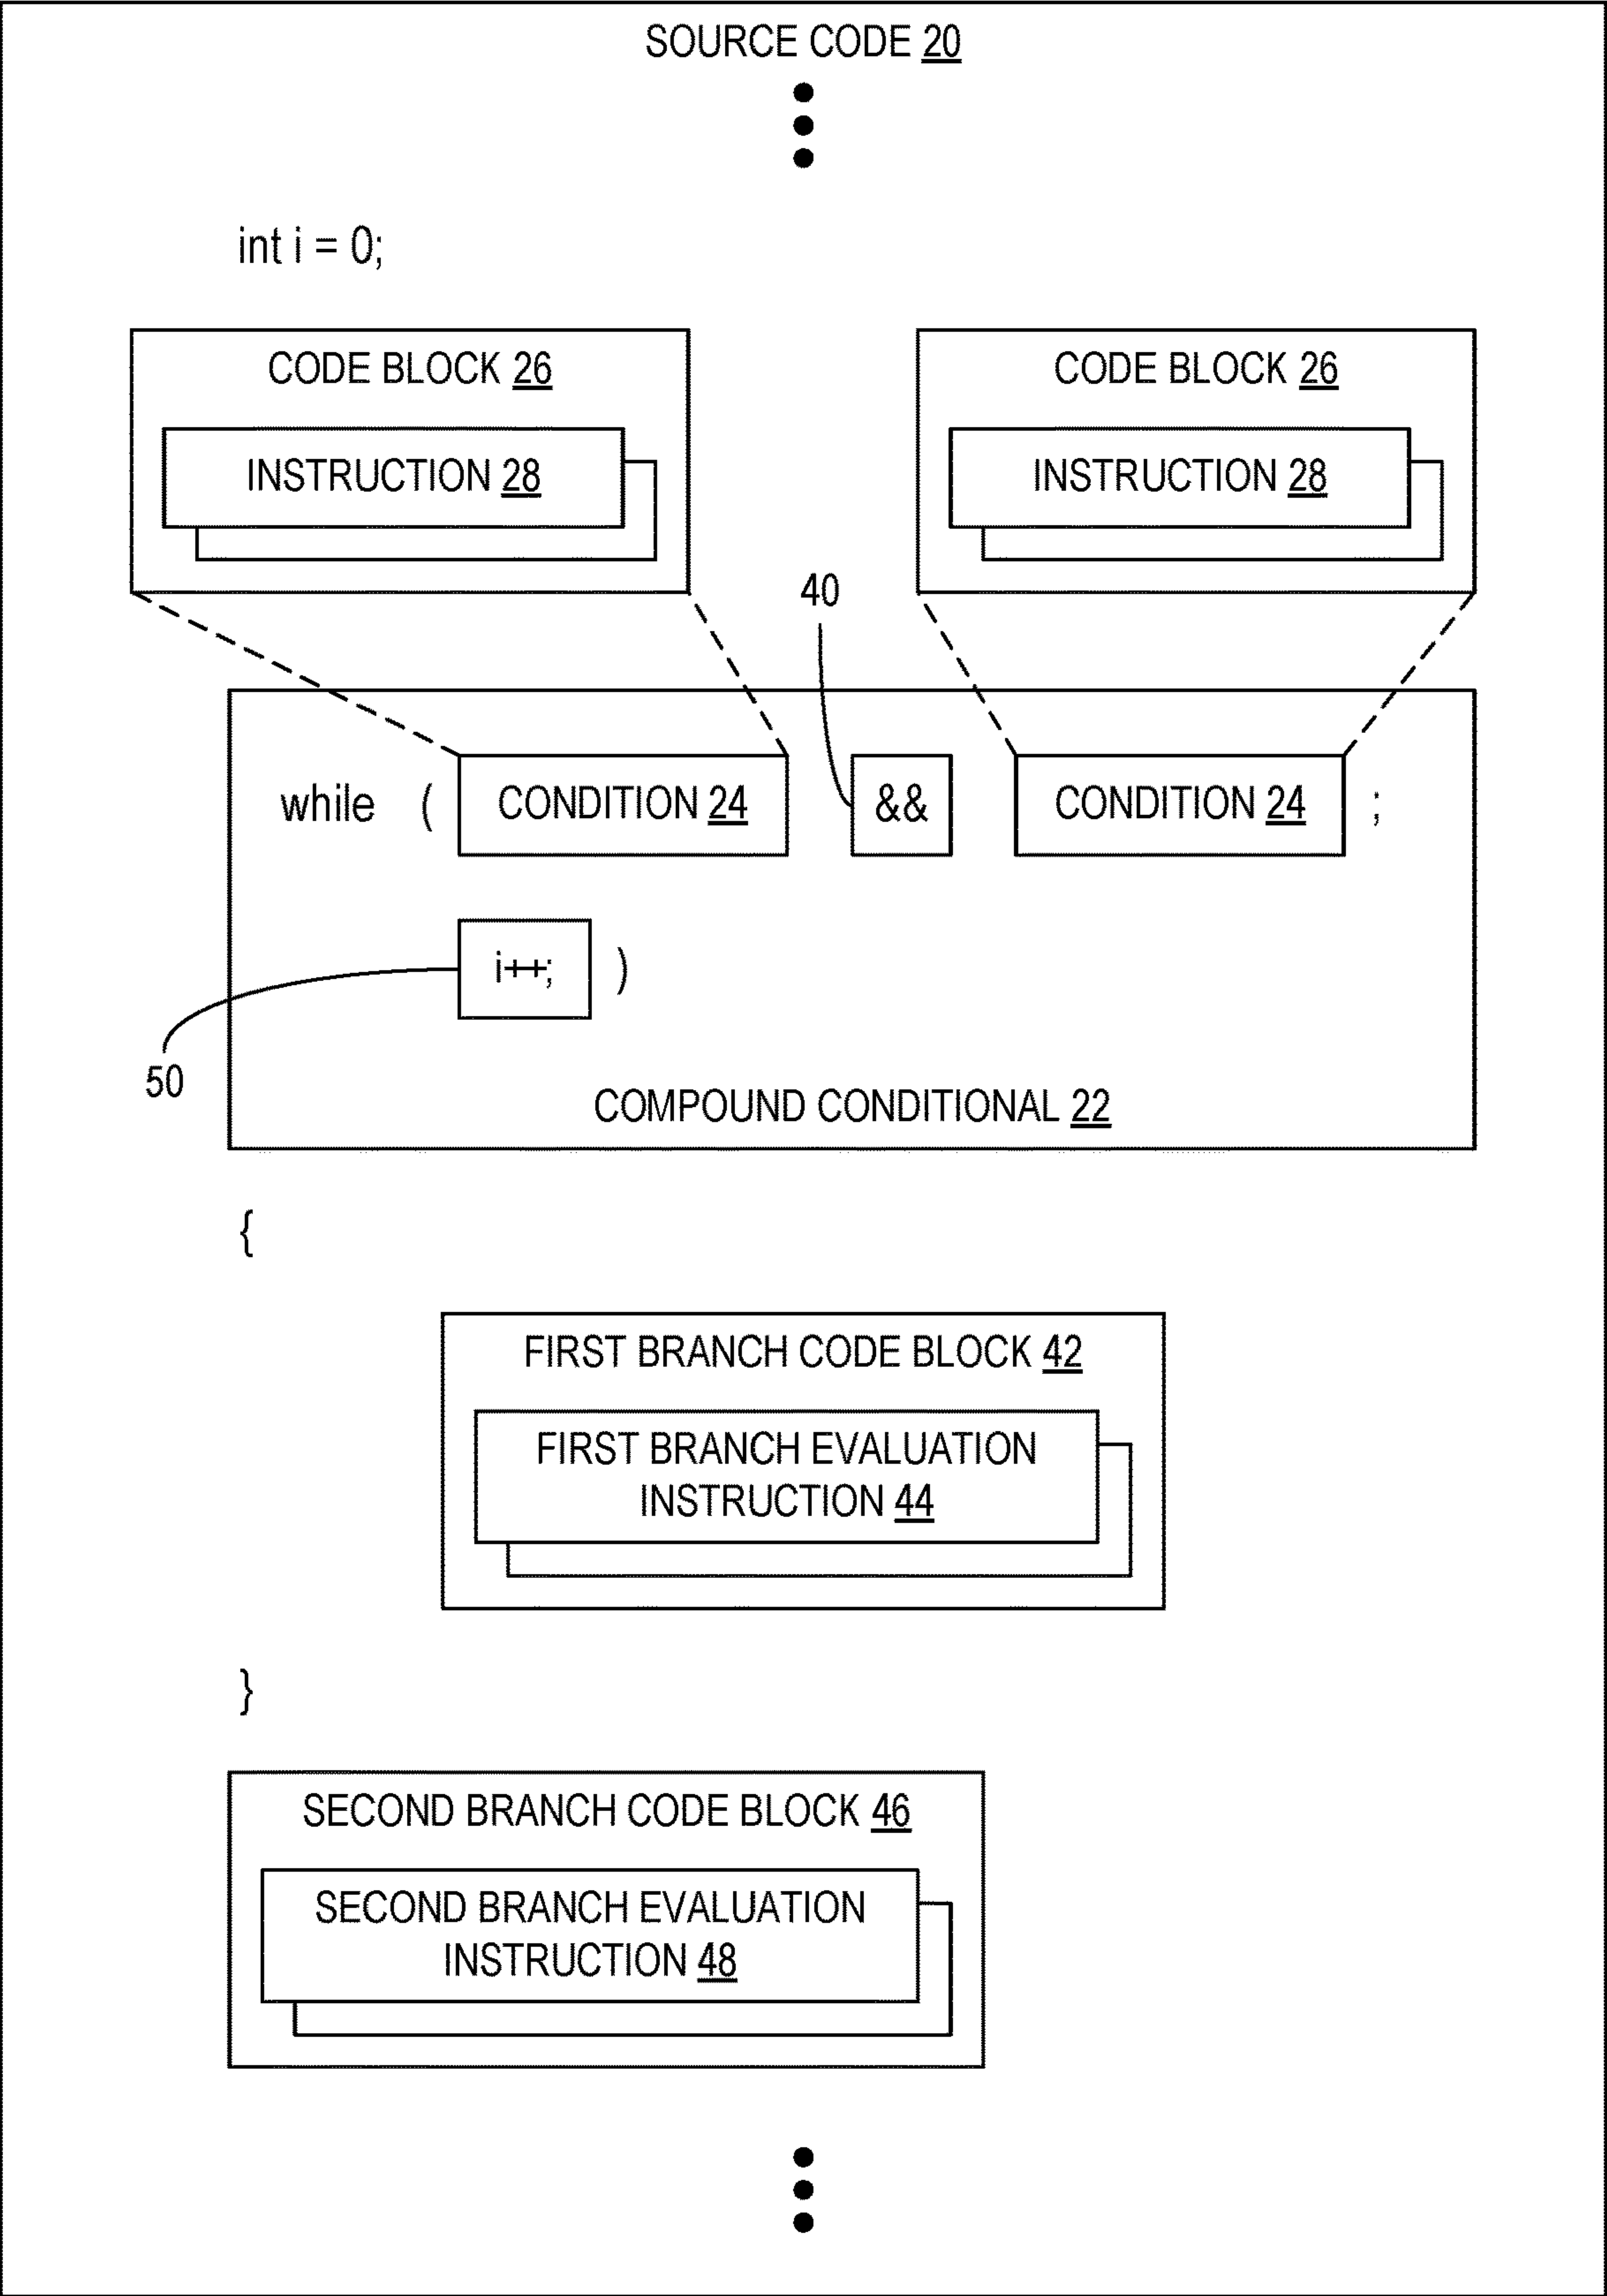 SOURCE CODE 20
int i = 0;
CODE BLOCK 26
INSTRUCTION 28
CODE BLOCK 26
INSTRUCTION 28
40
while ( CONDITION 24 && CONDITION 24 ;
i++; )
50
COMPOUND CONDITIONAL 22
{
FIRST BRANCH CODE BLOCK 42
FIRST BRANCH EVALUATION
INSTRUCTION 44
}
SECOND BRANCH CODE BLOCK 46
SECOND BRANCH EVALUATION
INSTRUCTION 48